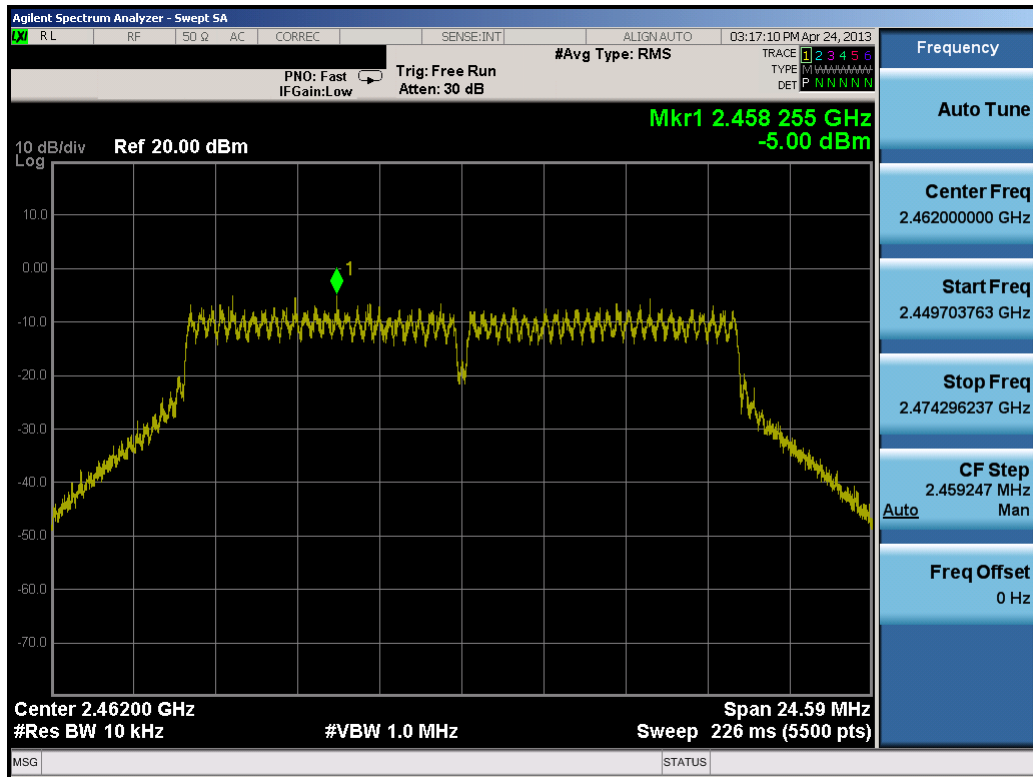 Agilent Spectrum Analyzer - Swept SA
LXI RL RF 50 Ω AC CORREC SENSE:INT ALIGN AUTO 03:17:10 PM Apr 24, 2013
#Avg Type: RMS
TRACE 1 2 3 4 5 6
PNO: Fast Trig: Free Run
TYPE M W W W W W
IFGain:Low Atten: 30 dB
DET P N N N N N
Mkr1 2.458 255 GHz
-5.00 dBm
10 dB/div Ref 20.00 dBm
Log
10.0
0.00
1
-10.0
-20.0
-30.0
-40.0
-50.0
-60.0
-70.0
Center 2.46200 GHz Span 24.59 MHz
#Res BW 10 kHz #VBW 1.0 MHz Sweep 226 ms (5500 pts)
MSG STATUS
Frequency
Auto Tune
Center Freq
2.462000000 GHz
Start Freq
2.449703763 GHz
Stop Freq
2.474296237 GHz
CF Step
2.459247 MHz
Auto Man
Freq Offset
0 Hz